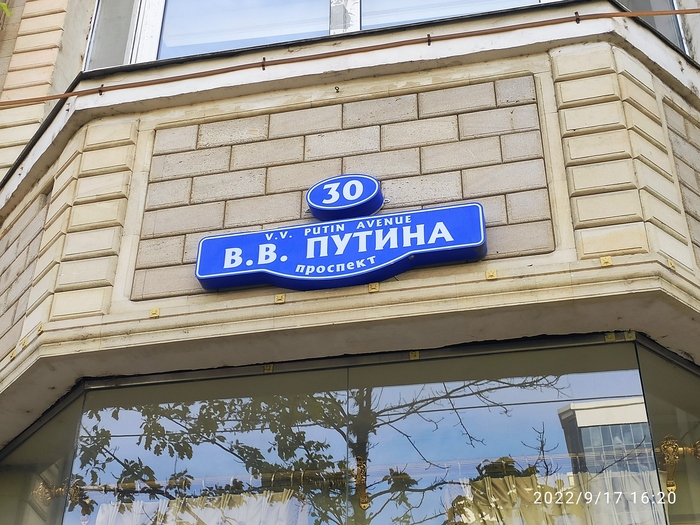 30
V.V. PUTIN AVENUE
В.В. ПУТИНА
проспект
2022/9/17 16:20